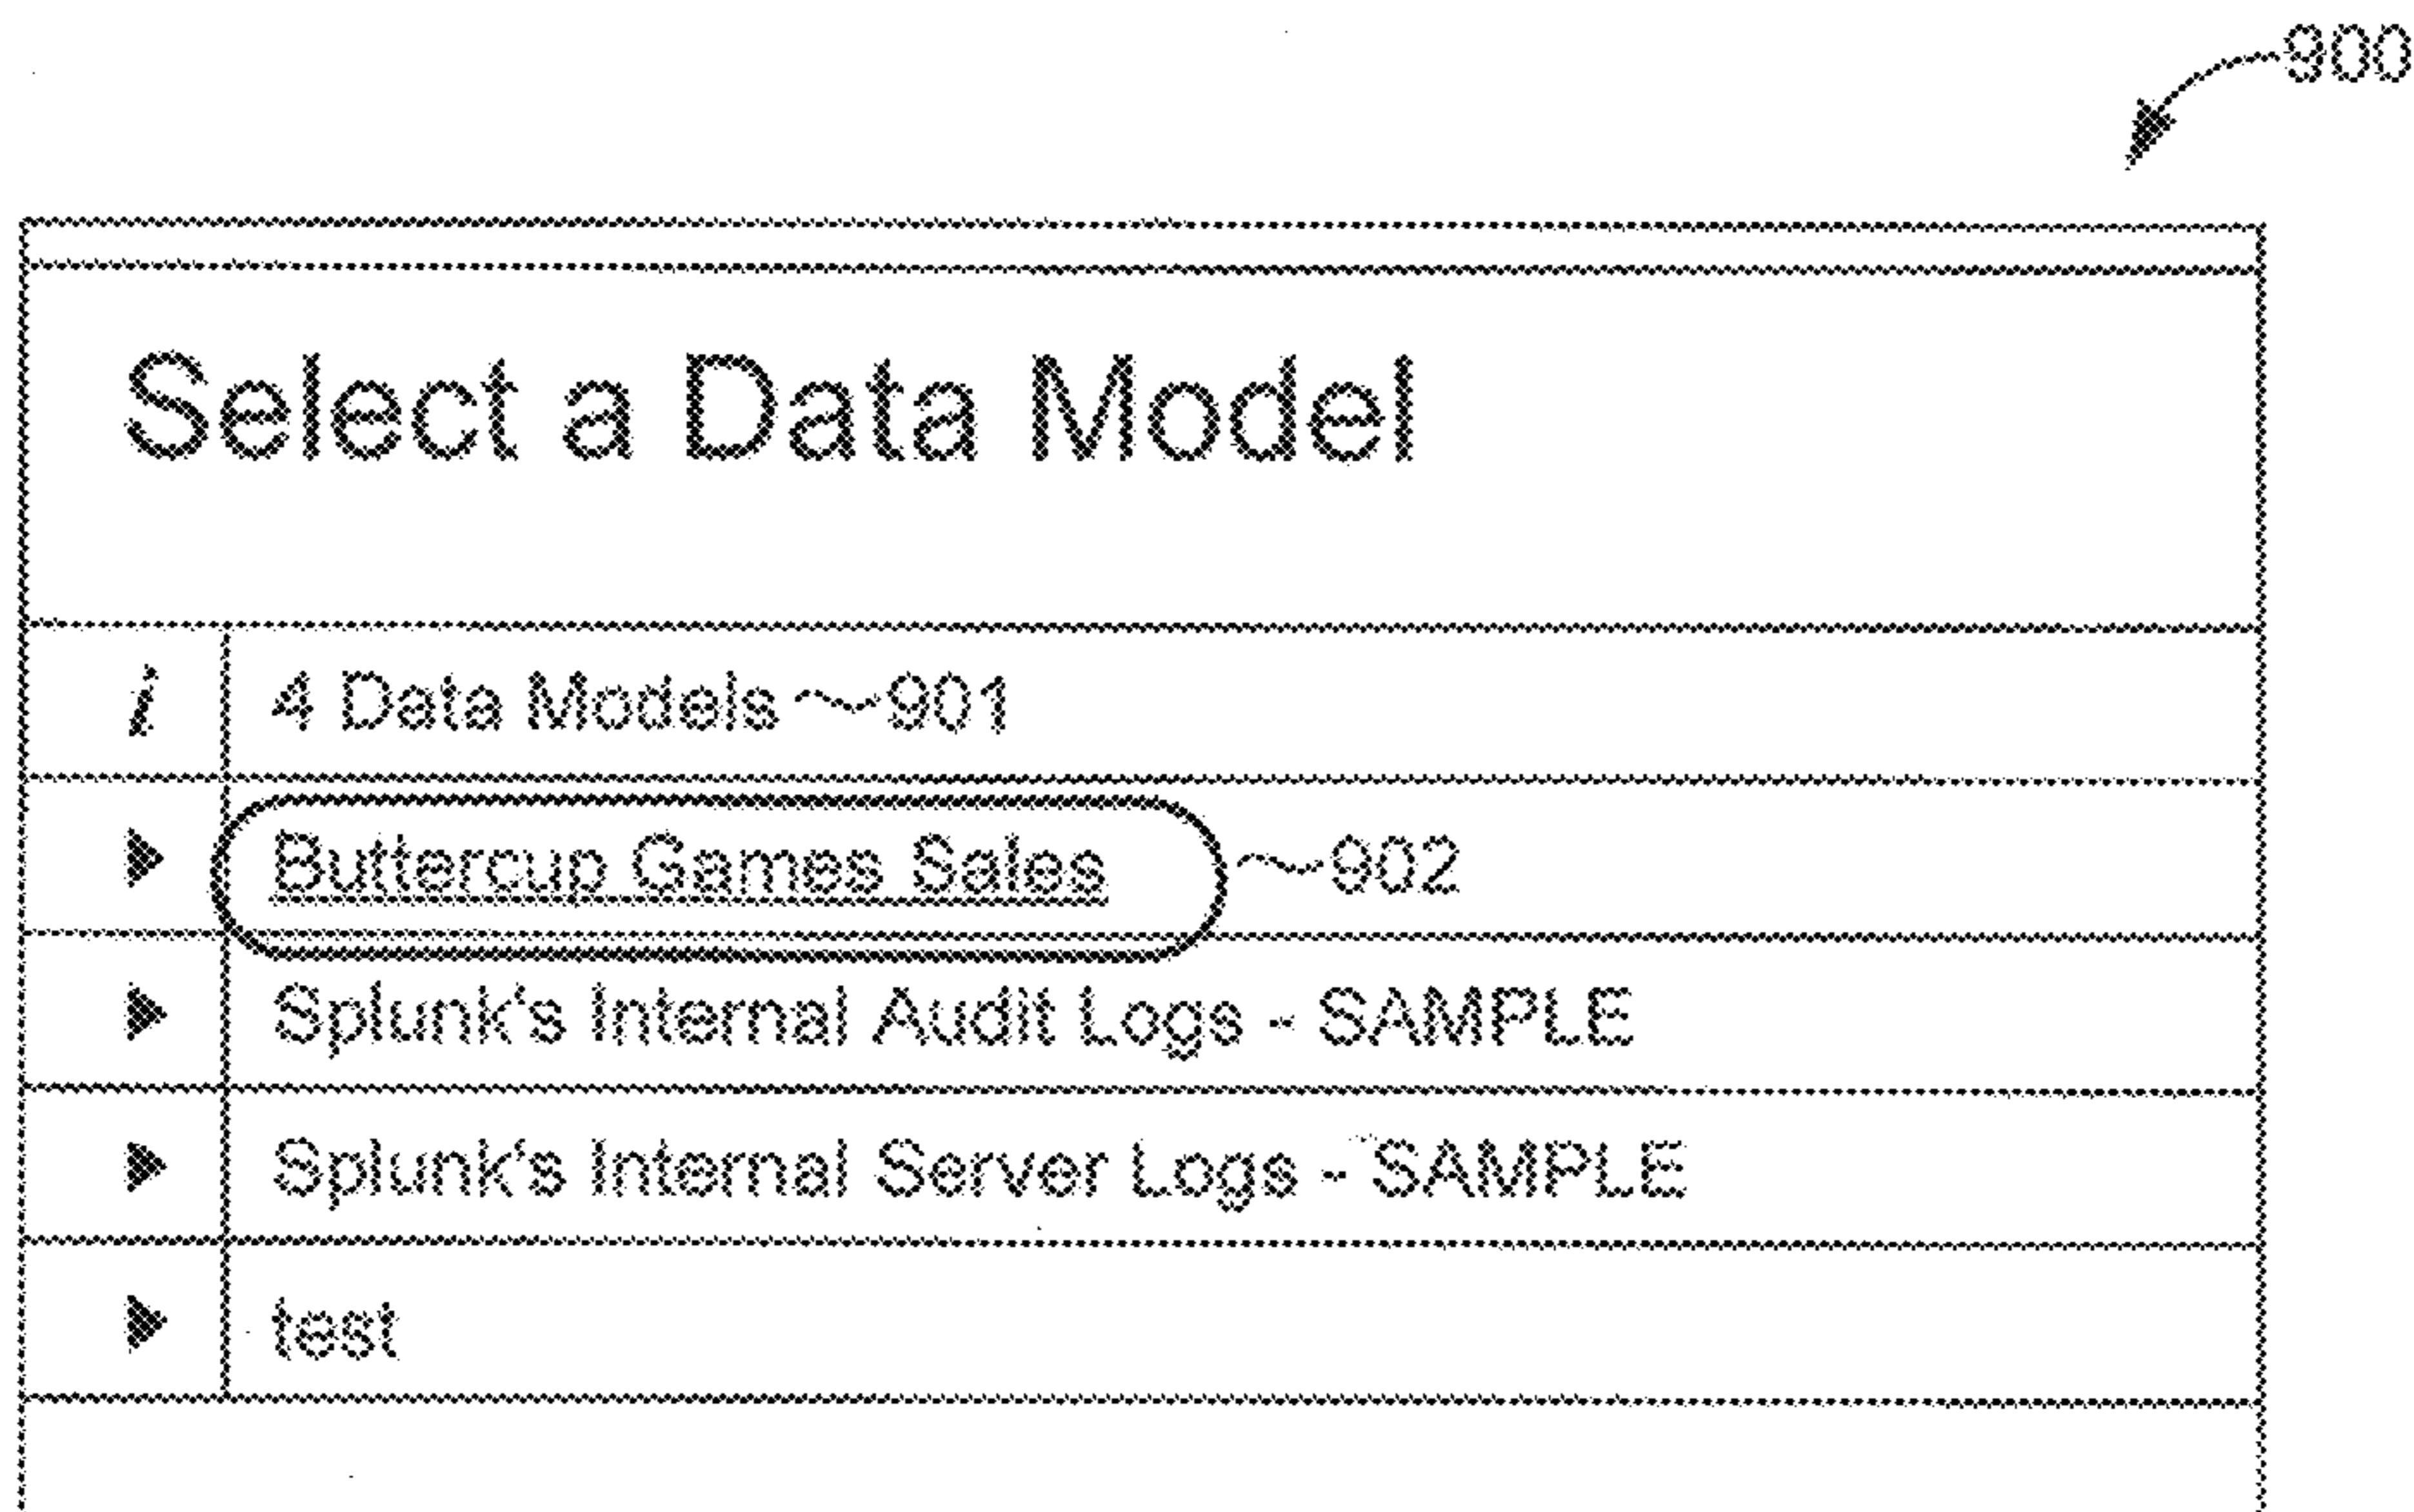 900
Select a Data Model
i 4 Data Models 901
Buttercup Games Sales 902
Splunk's Internal Audit Logs - SAMPLE
Splunk's Internal Server Logs - SAMPLE
test